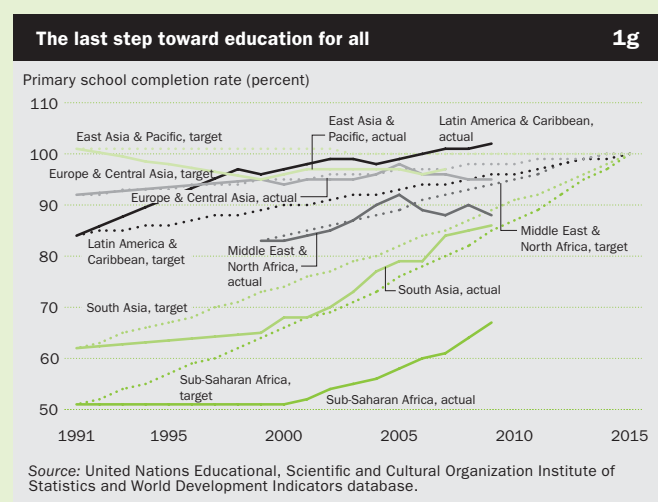 The last step toward education for all 1g
Primary school completion rate (percent)
110
100
90
80
70
60
50
East Asia & Pacific, target
East Asia &
Pacific, actual
Latin America & Caribbean,
actual
Europe & Central Asia, target
Europe & Central Asia, actual
Latin America &
Caribbean, target
Middle East &
North Africa,
actual
Middle East &
North Africa, target
South Asia, target
South Asia, actual
Sub-Saharan Africa,
target
Sub-Saharan Africa, actual
1991 1995 2000 2005 2010 2015
Source: United Nations Educational, Scientific and Cultural Organization Institute of
Statistics and World Development Indicators database.